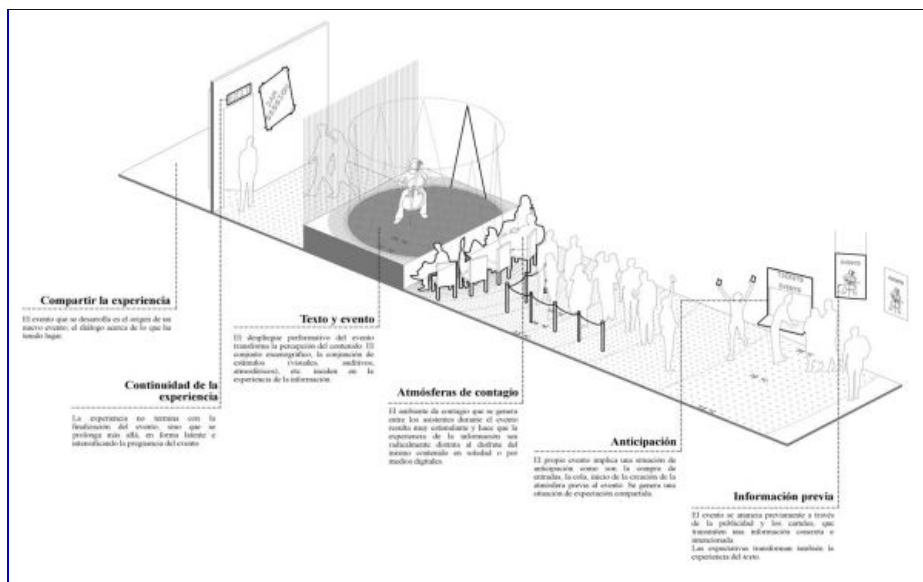 Compartir la experiencia
El evento que se desarrolla es el origen de un
nuevo evento; el diálogo acerca de lo que ha
tenido lugar.
Texto y evento
El despliegue performativo del evento
transforma la percepción del contenido. El
conjunto escenográfico, la conjunción de
estímulos (visuales, auditivos,
atmosféricos), etc. inciden en la
experiencia de la información.
Continuidad de la
experiencia
La experiencia no termina con la
finalización del evento, sino que se
prolonga más allá, en forma latente e
intensificando la pregnancia del evento
Atmósferas de contagio
El ambiente de contagio que se genera
entre los asistentes durante el evento
resulta muy estimulante y hace que la
experiencia de la información sea
radicalmente distinta al disfrute del
mismo contenido en soledad o por
medios digitales.
Anticipación
El propio evento implica una situación de
anticipación como son la compra de
entradas, la cola, inicio de la creación de la
atmósfera previa al evento. Se genera una
situación de expectación compartida.
Información previa
El evento se anuncia previamente a través
de la publicidad y los carteles, que
transmiten una información concreta e
intencionada
Las expectativas transforman también la
experiencia del texto.
JAM
SESSION
TICKETS
EVENTO
EVENTO
EVENTO